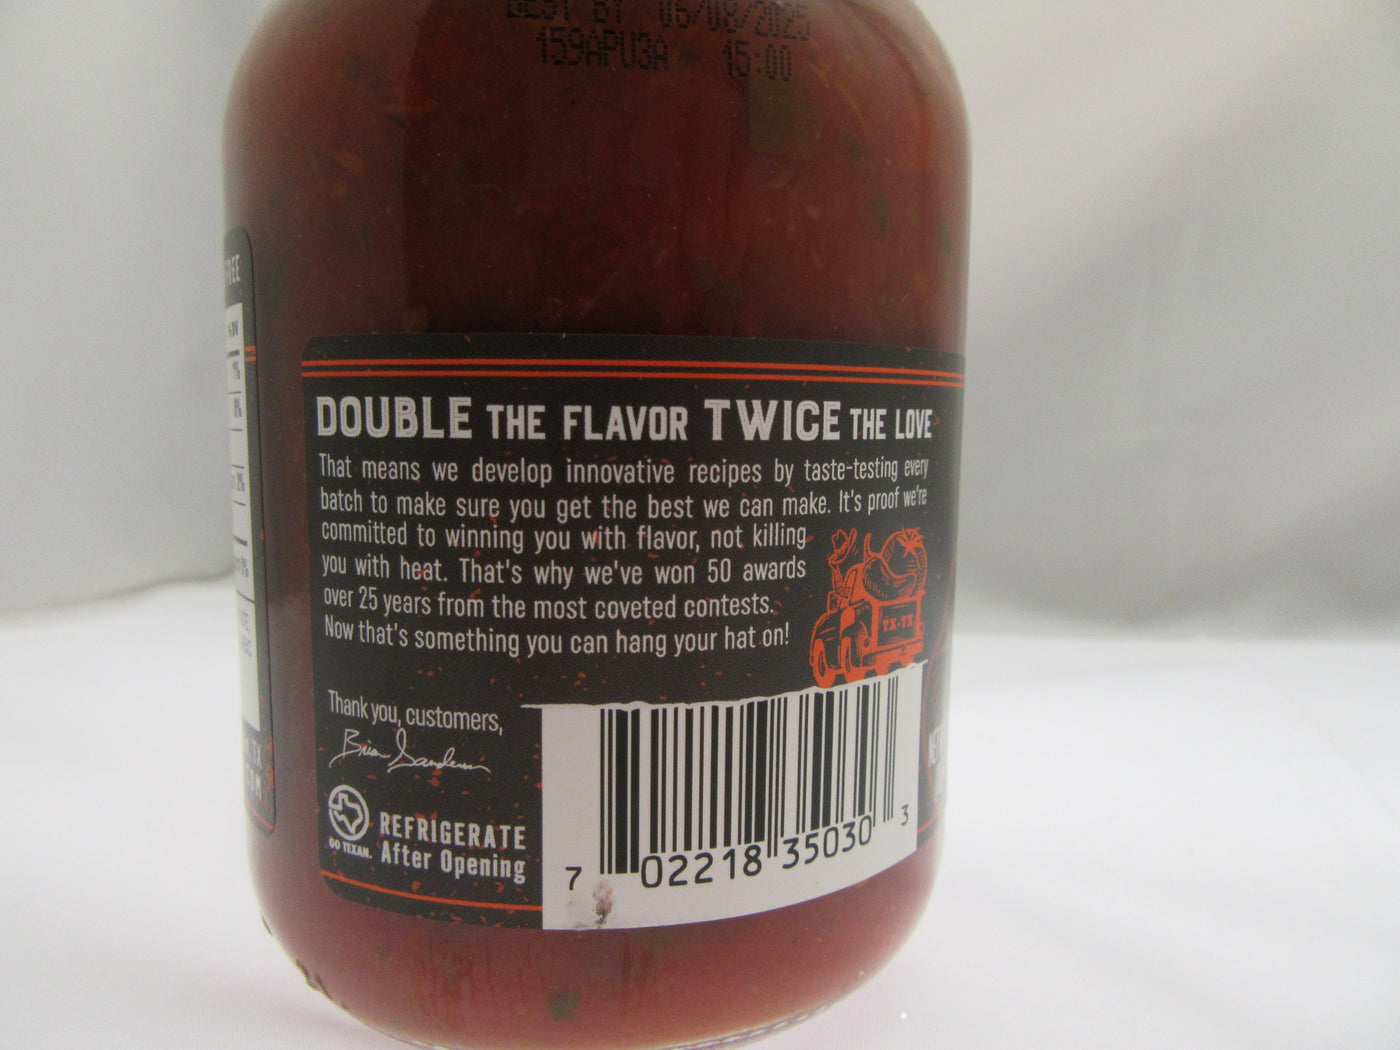 BEST BY 06/08/2025
159APU3A 15:00
FREE
DOUBLE THE FLAVOR TWICE THE LOVE
That means we develop innovative recipes by taste-testing every
batch to make sure you get the best we can make. It's proof we're
committed to winning you with flavor, not killing
you with heat. That's why we've won 50 awards
over 25 years from the most coveted contests.
Now that's something you can hang your hat on!
TX-TX
Thank you, customers,
Brian Sanders
GO TEXAN.
REFRIGERATE
After Opening
7 02218 35030 3